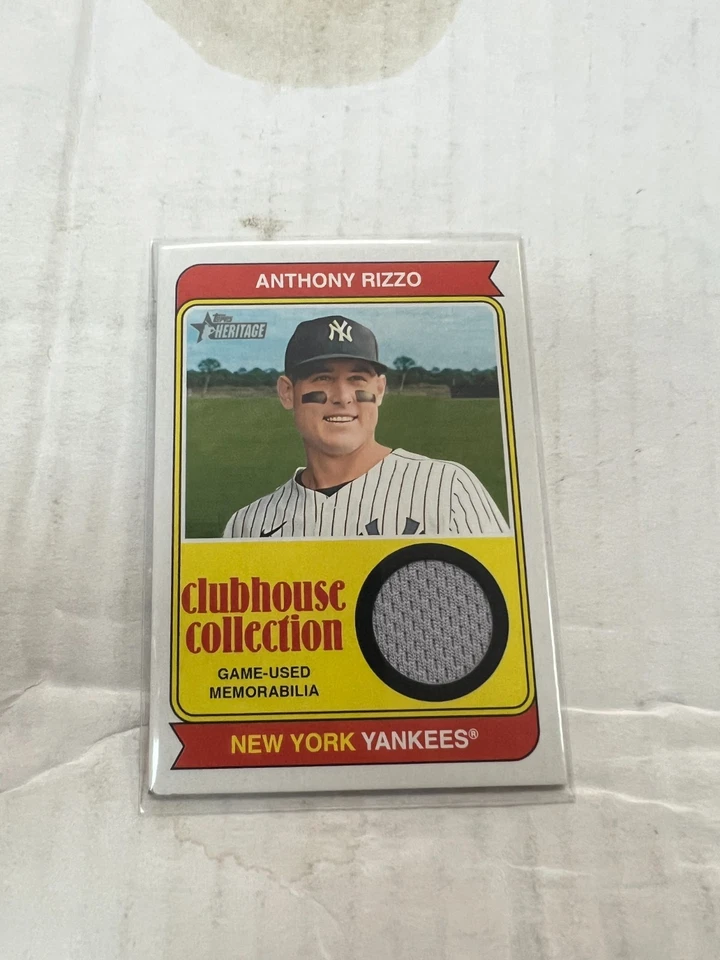 ANTHONY RIZZO
Topps
HERITAGE
NY
clubhouse
collection
GAME-USED
MEMORABILIA
NEW YORK YANKEES®